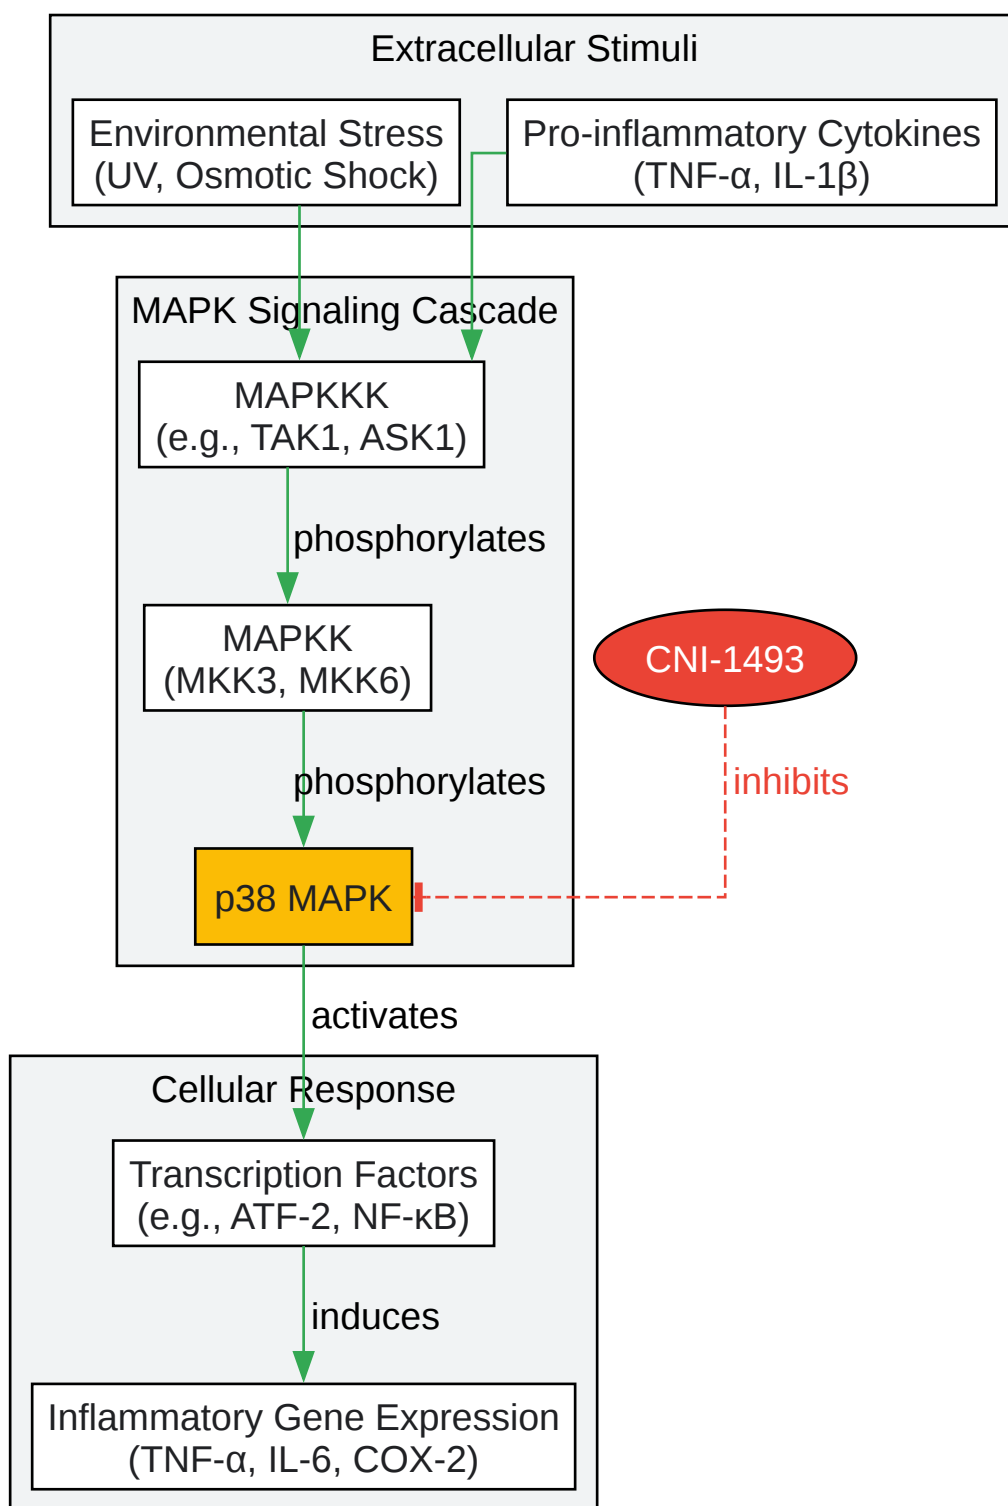 Extracellular Stimuli
Environmental Stress
(UV, Osmotic Shock)
Pro-inflammatory Cytokines
(TNF-α, IL-1β)
MAPK Signaling Cascade
MAPKKK
(e.g., TAK1, ASK1)
phosphorylates
MAPKK
(MKK3, MKK6)
CNI-1493
phosphorylates
inhibits
p38 MAPK
activates
Cellular Response
Transcription Factors
(e.g., ATF-2, NF-κB)
induces
Inflammatory Gene Expression
(TNF-α, IL-6, COX-2)